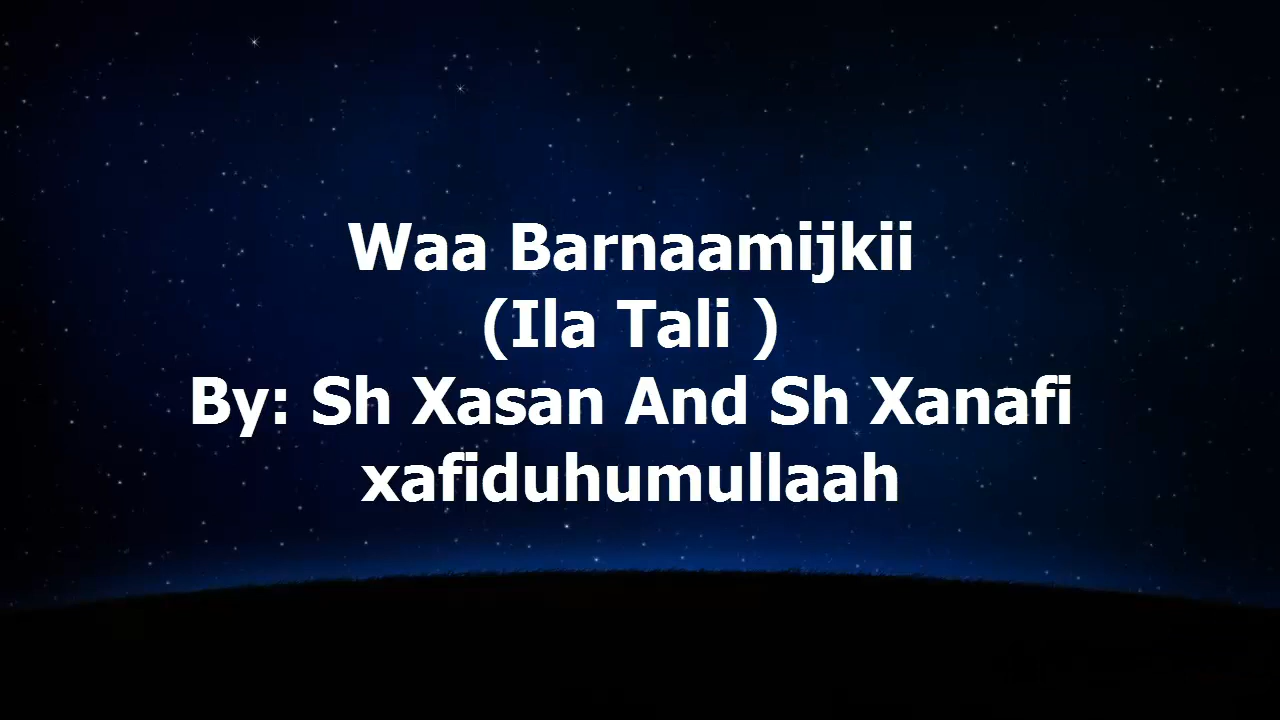 Waa Barnaamijkii
(Ila Tali )
By: Sh Xasan And Sh Xanafi
xafiduhumullaah